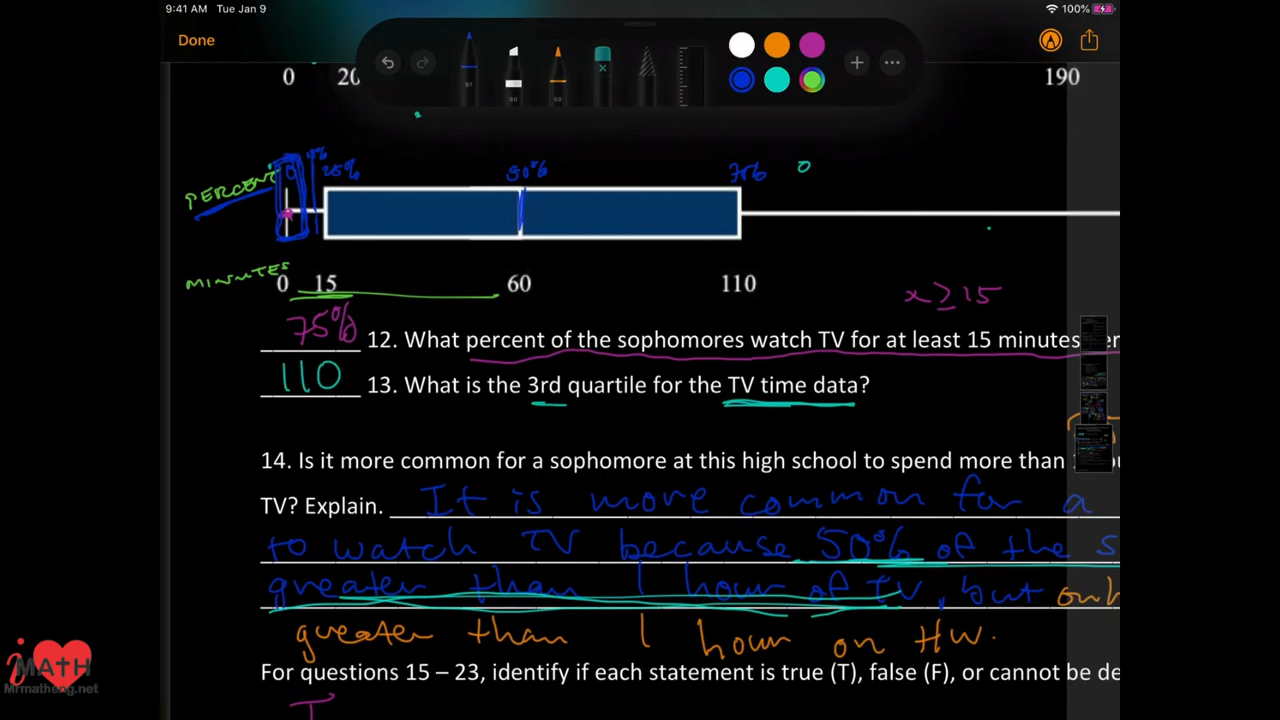 9:41 AM Tue Jan 9 100%
Done
0 20 190
PERCENT 0 25% 50% 75% 0
MINUTES 0 15 60 110
x ≥ 15
75% 12. What percent of the sophomores watch TV for at least 15 minutes
110 13. What is the 3rd quartile for the TV time data?
14. Is it more common for a sophomore at this high school to spend more than
TV? Explain. It is more common for a
to watch TV because 50% of the s
greater than 1 hour of TV, but
greater than 1 hour on HW.
For questions 15 – 23, identify if each statement is true (T), false (F), or cannot be de
T
i MATH
Mrmatheng.net